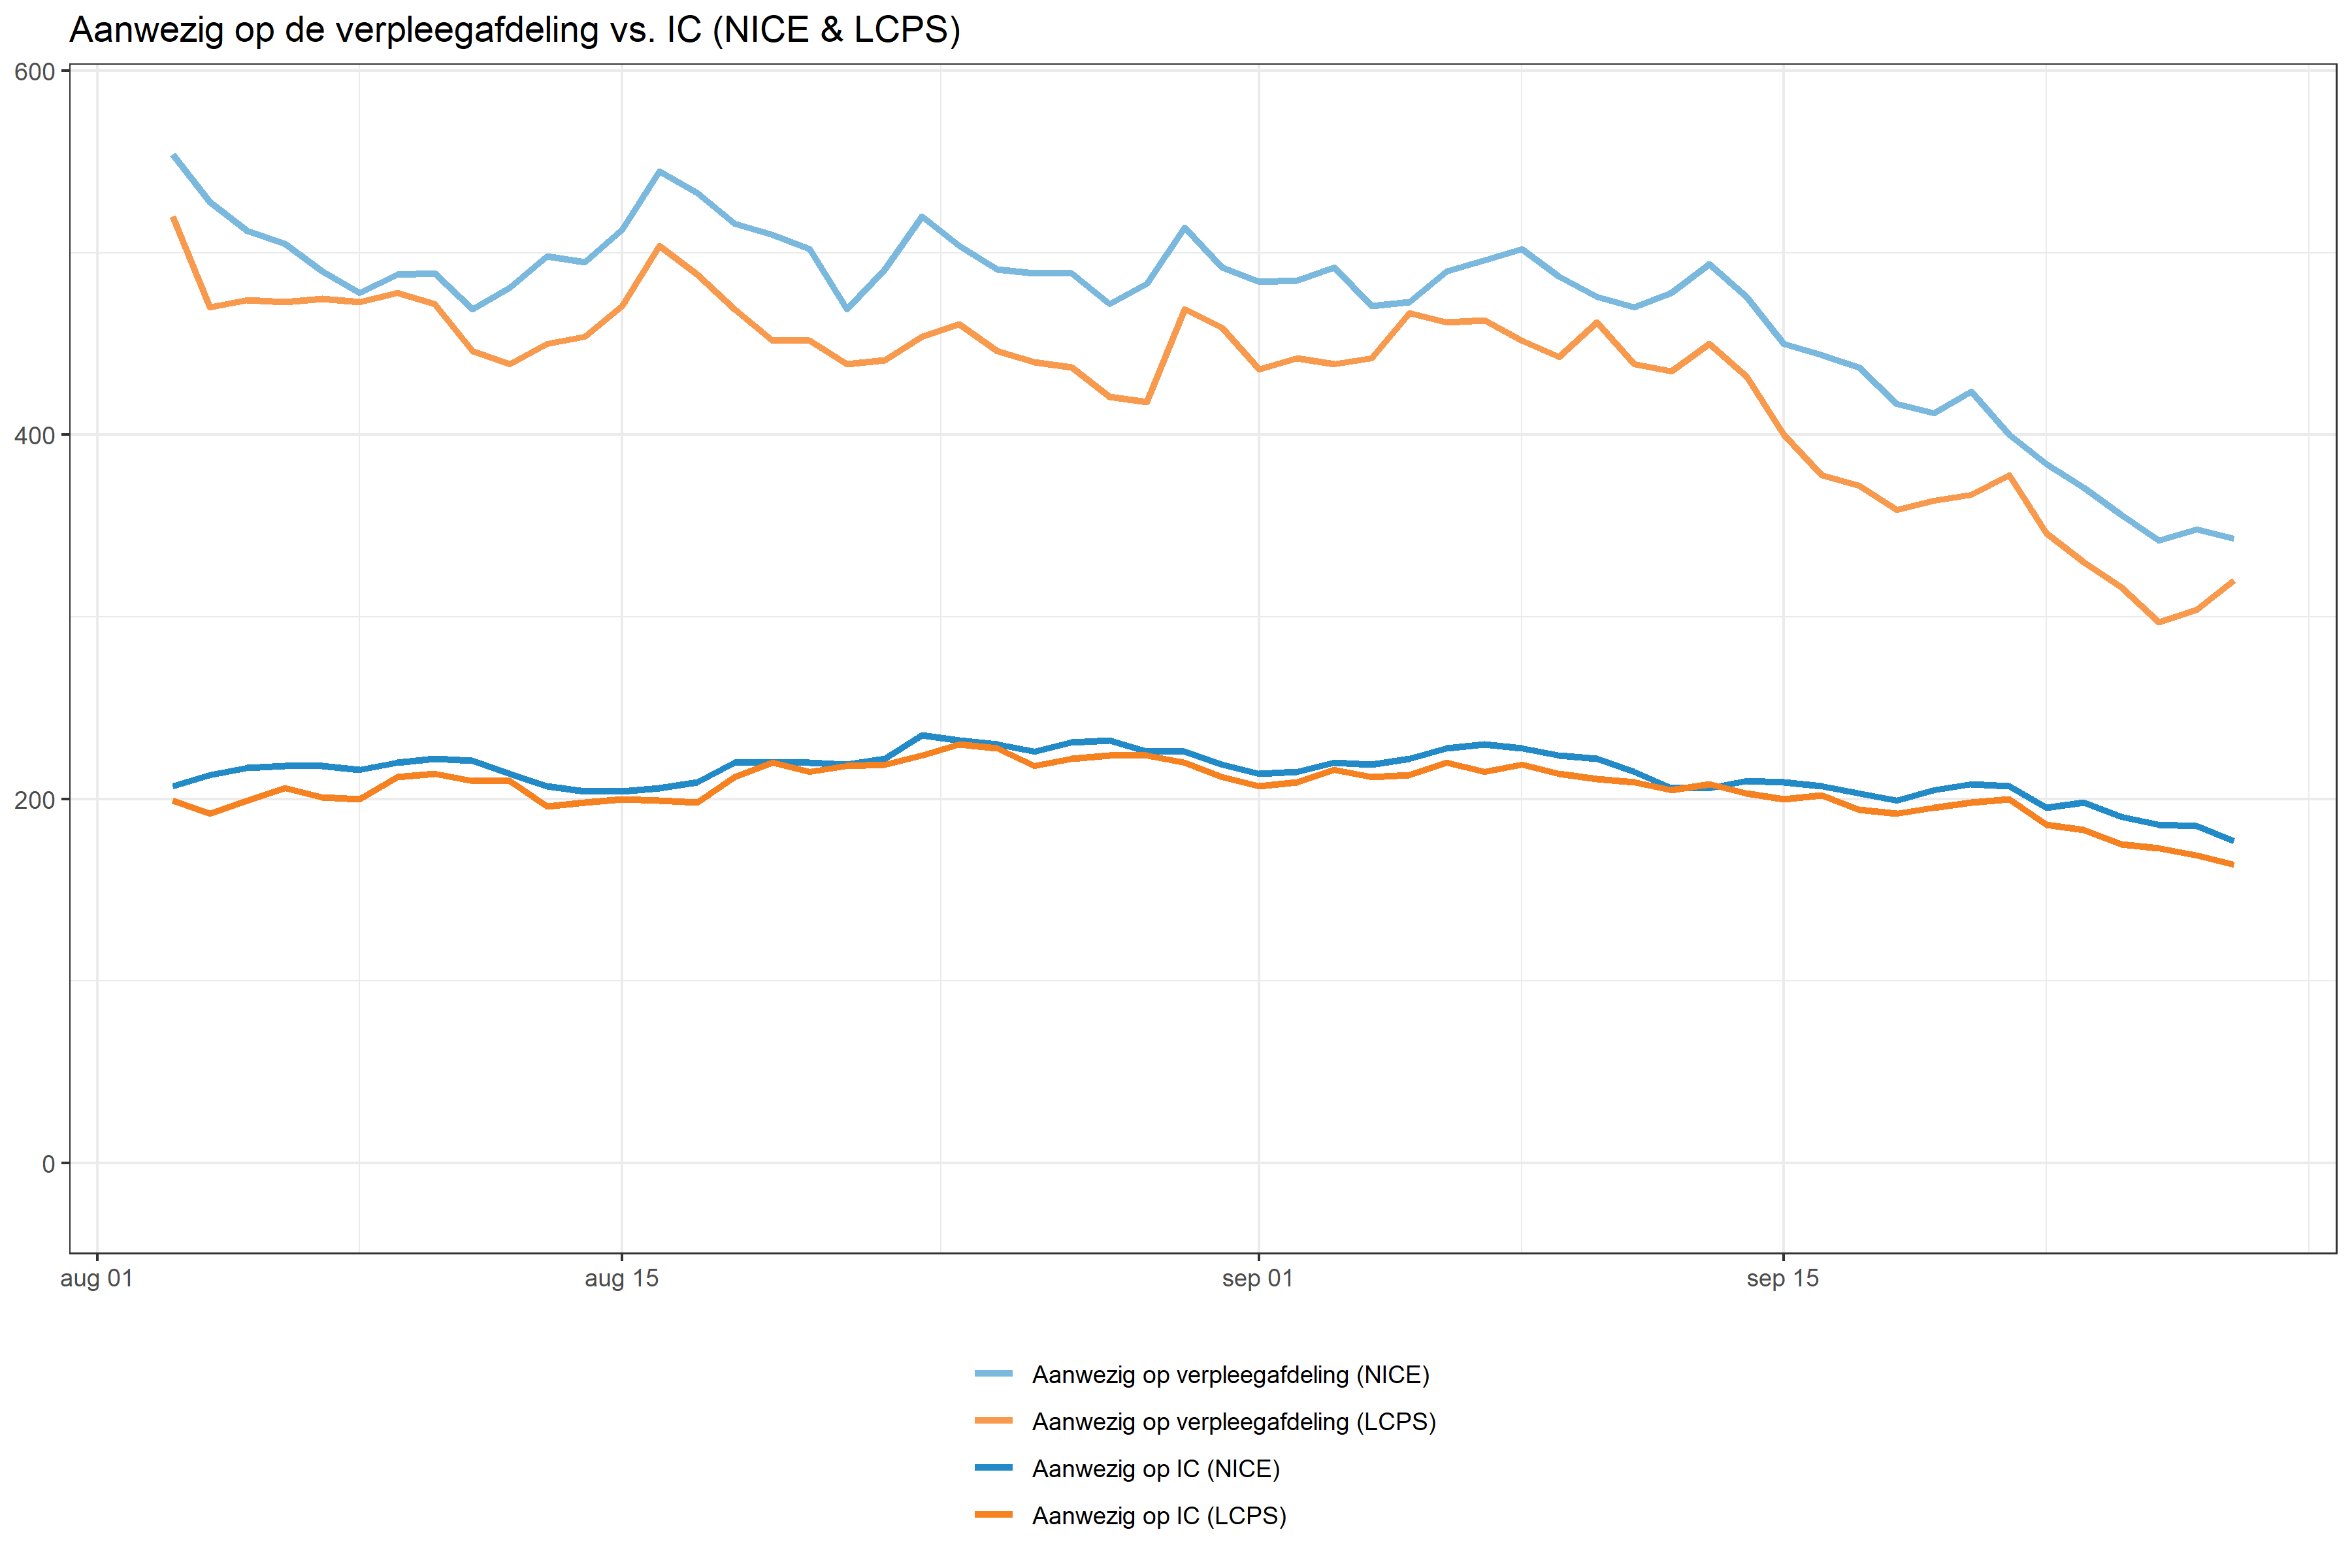 Aanwezig op de verpleegafdeling vs. IC (NICE & LCPS)
600
400
200
0
aug 01
aug 15
sep 01
sep 15
Aanwezig op verpleegafdeling (NICE)
Aanwezig op verpleegafdeling (LCPS)
Aanwezig op IC (NICE)
Aanwezig op IC (LCPS)